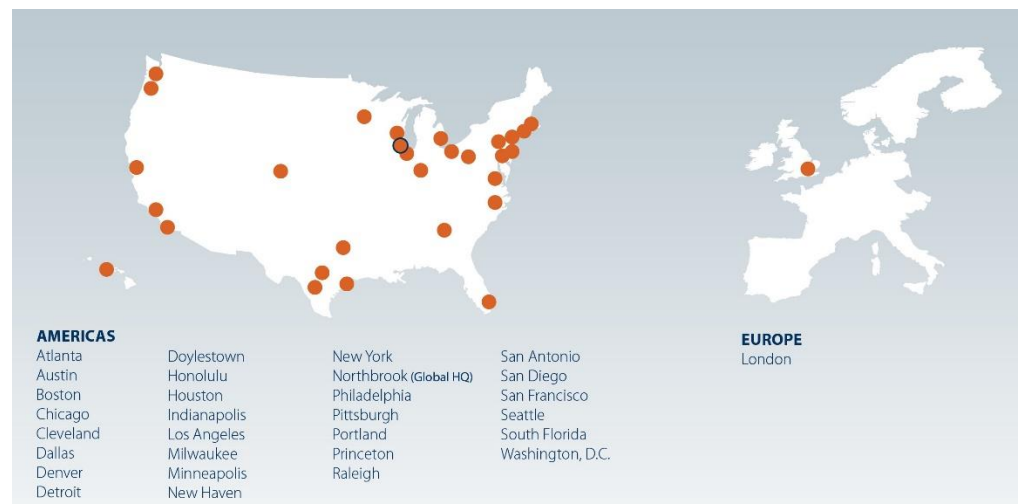 AMERICAS
Atlanta
Austin
Boston
Chicago
Cleveland
Dallas
Denver
Detroit
Doylestown
Honolulu
Houston
Indianapolis
Los Angeles
Milwaukee
Minneapolis
New Haven
New York
Northbrook (Global HQ)
Philadelphia
Pittsburgh
Portland
Princeton
Raleigh
San Antonio
San Diego
San Francisco
Seattle
South Florida
Washington, D.C.
EUROPE
London